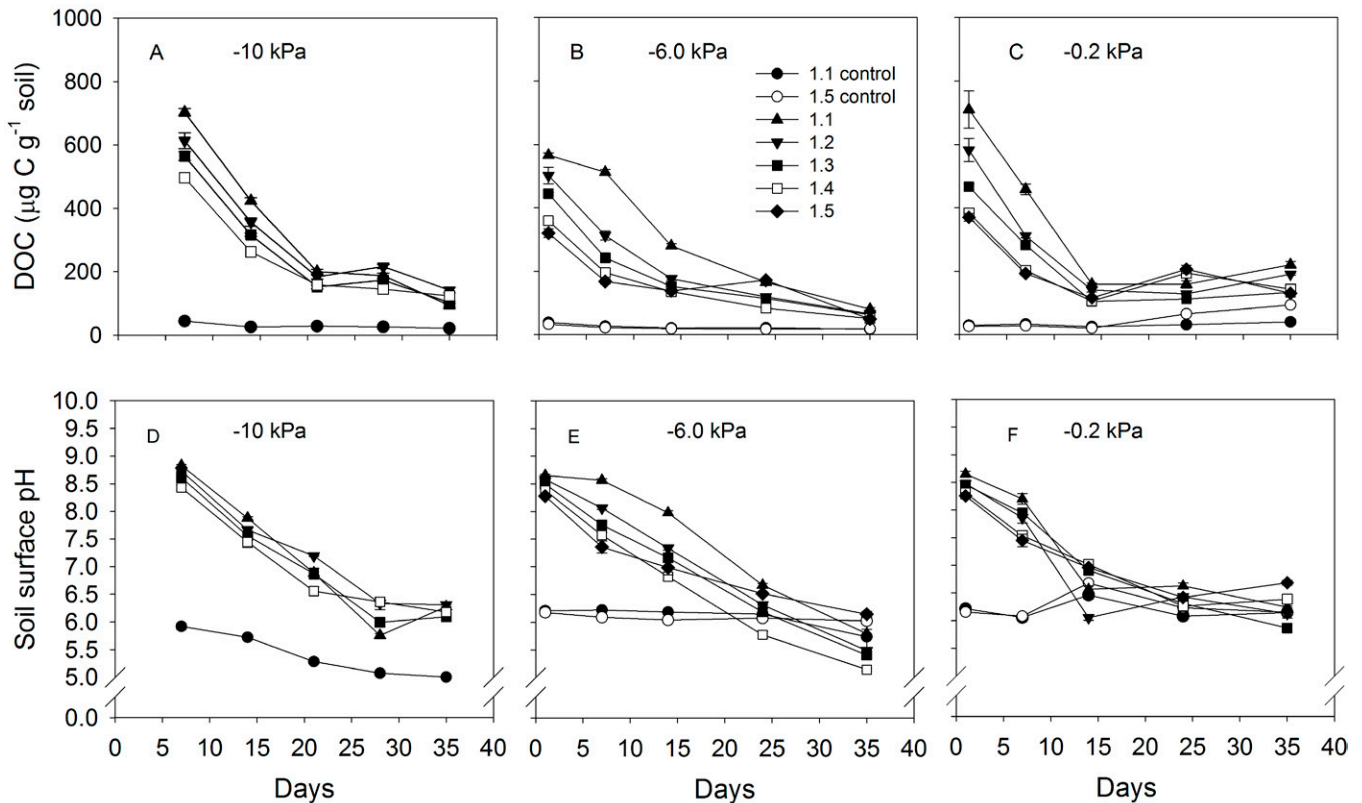 1000
800
600
400
200
0
DOC (µg C g⁻¹ soil)
A -10 kPa
B -6.0 kPa
1.1 control
1.5 control
1.1
1.2
1.3
1.4
1.5
C -0.2 kPa
10.0
9.5
9.0
8.5
8.0
7.5
7.0
6.5
6.0
5.5
5.0
0.0
Soil surface pH
D -10 kPa
E -6.0 kPa
F -0.2 kPa
0 5 10 15 20 25 30 35 40
0 5 10 15 20 25 30 35 40
0 5 10 15 20 25 30 35 40
Days
Days
Days